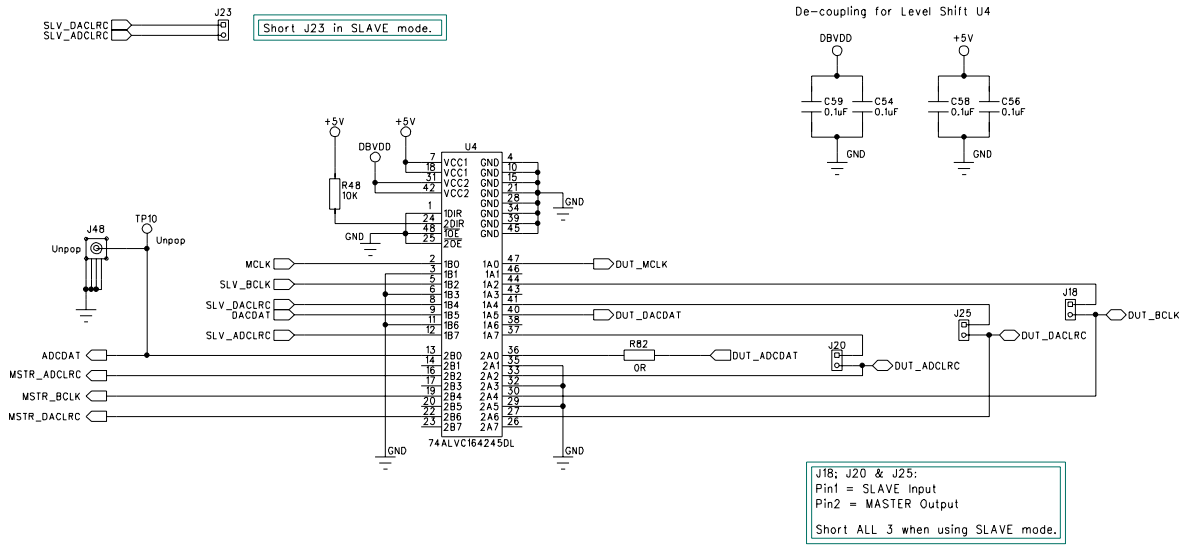 De-coupling for Level Shift U4
J23
SLV_DACLRC
SLV_ADCLRC
Short J23 in SLAVE mode.
DBVDD
+5V
C59
0.1uF
C54
0.1uF
C58
0.1uF
C56
0.1uF
GND
GND
+5V
+5V
DBVDD
R48
10K
U4
7 VCC1 GND 4
18 VCC1 GND 10
31 VCC2 GND 15
42 VCC2 GND 21
GND 28
1 1DIR GND 34
24 2DIR GND 39
48 1OE GND 45
25 2OE
GND
GND
J48
Unpop
TP10
Unpop
MCLK 2 1B0 1A0 47 DUT_MCLK
3 1B1 1A1 46
SLV_BCLK 5 1B2 1A2 44
6 1B3 1A3 43
SLV_DACLRC 8 1B4 1A4 41
DACDAT 9 1B5 1A5 40 DUT_DACDAT
11 1B6 1A6 38
SLV_ADCLRC 12 1B7 1A7 37
J18
DUT_BCLK
J25
DUT_DACLRC
J20
DUT_ADCLRC
R82
0R
ADCDAT 13 2B0 2A0 36 DUT_ADCDAT
14 2B1 2A1 35
MSTR_ADCLRC 16 2B2 2A2 33
17 2B3 2A3 32
MSTR_BCLK 19 2B4 2A4 30
20 2B5 2A5 29
MSTR_DACLRC 22 2B6 2A6 27
23 2B7 2A7 26
74ALVC164245DL
GND
GND
J18; J20 & J25:
Pin1 = SLAVE Input
Pin2 = MASTER Output
Short ALL 3 when using SLAVE mode.